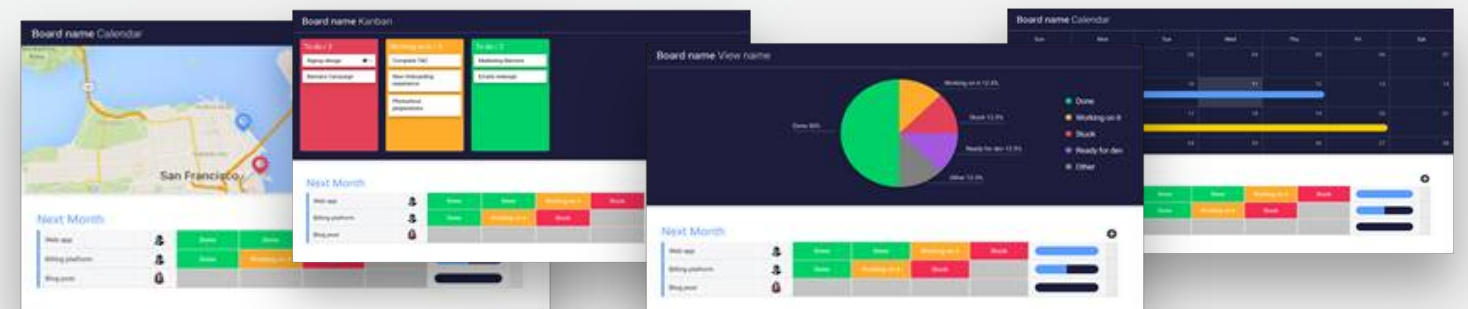 Board name Calendar
San Francisco
Next Month
Web app
Done
Done
Billing platform
Done
Working on it
Blog post
Board name Kanban
To do / 2
Working on it / 3
To do / 2
Signup design
Complete T&C
Marketing Banners
Banners Campaign
New Onboarding
experience
Emails redesign
Photoshoot
preparations
Next Month
Web app
Done
Done
Working on it
Stuck
Billing platform
Done
Working on it
Stuck
Blog post
Board name View name
Working on it 12.5%
Done 50%
Stuck 12.5%
Ready for dev 12.5%
Other 12.5%
Done
Working on it
Stuck
Ready for dev
Other
Next Month
Web app
Done
Done
Working on it
Stuck
Billing platform
Done
Working on it
Stuck
Blog post
Board name Calendar
Sun
Mon
Tue
Wed
Thu
Fri
Sat
Done
Done
Working on it
Stuck
Done
Working on it
Stuck